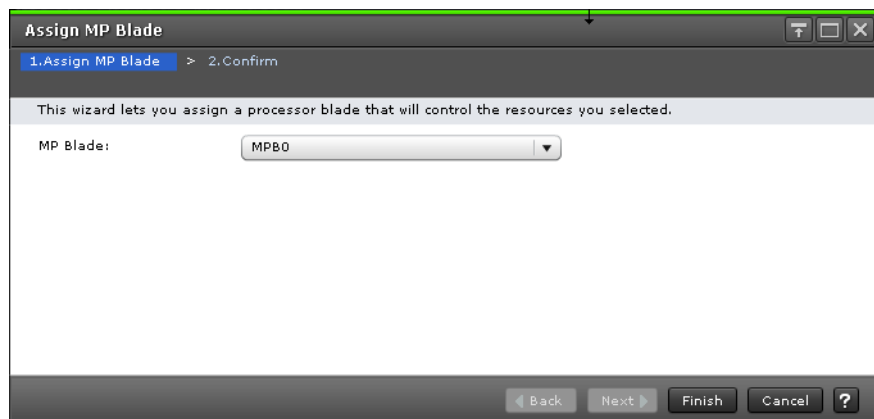 Assign MP Blade
1.Assign MP Blade > 2.Confirm
This wizard lets you assign a processor blade that will control the resources you selected.
MP Blade: MPB0
Back Next Finish Cancel ?